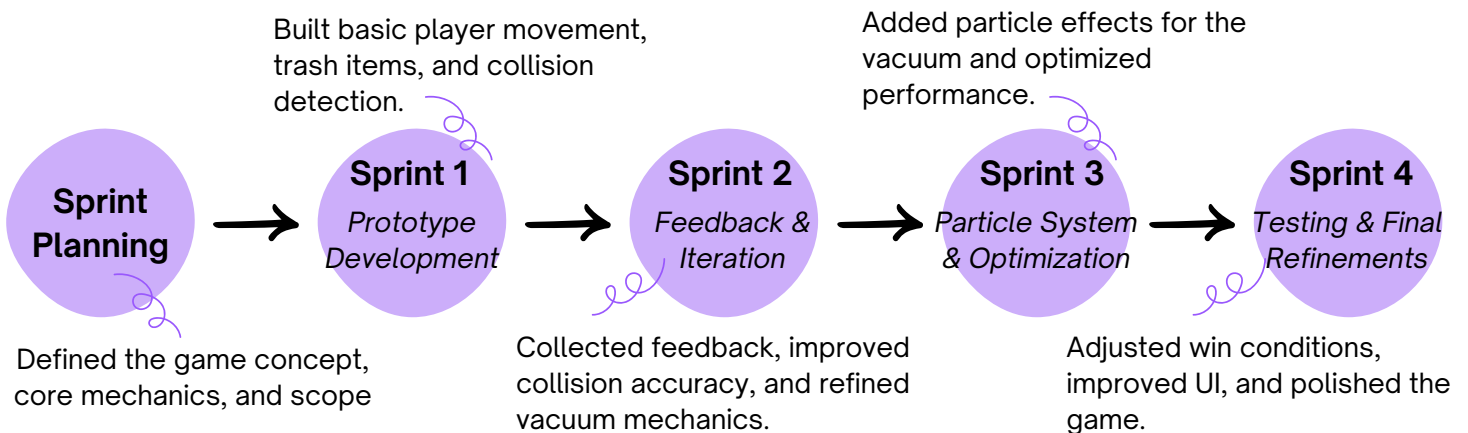 Sprint
Planning
Defined the game concept,
core mechanics, and scope
Built basic player movement,
trash items, and collision
detection.
Sprint 1
Prototype
Development
Sprint 2
Feedback &
Iteration
Collected feedback, improved
collision accuracy, and refined
vacuum mechanics.
Added particle effects for the
vacuum and optimized
performance.
Sprint 3
Particle System
& Optimization
Sprint 4
Testing & Final
Refinements
Adjusted win conditions,
improved UI, and polished the
game.